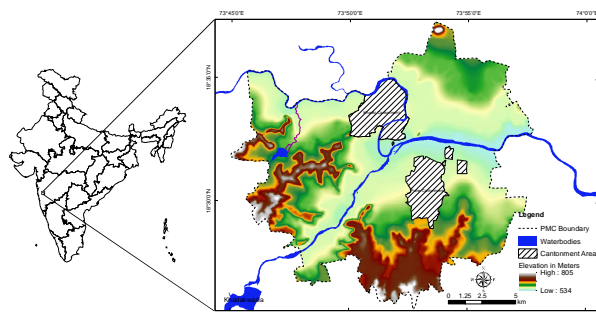 73°45'0"E
73°50'0"E
73°55'0"E
74°0'0"E
18°35'0"N
18°30'0"N
Legend
PMC Boundary
Waterbodies
Cantonment Area
Elevation in Meters
High : 805
Low : 534
0 1.25 2.5 5
km